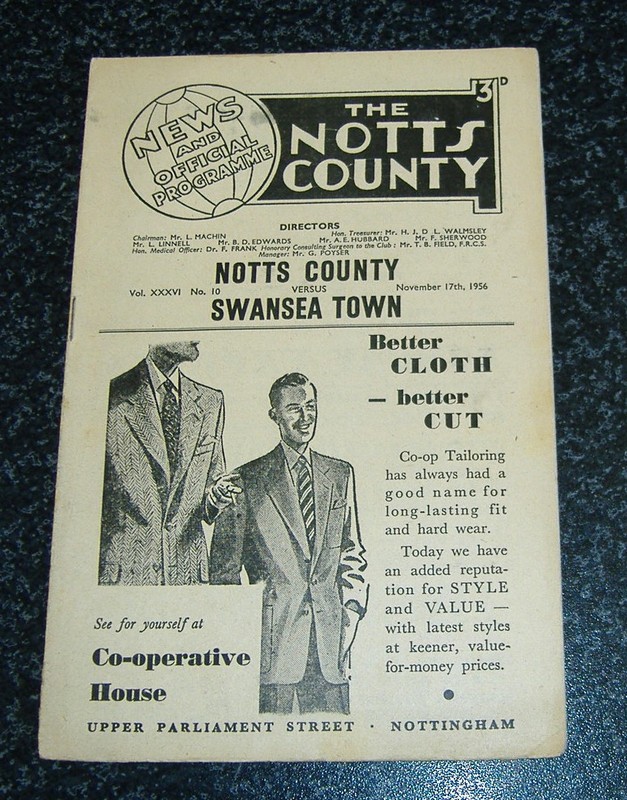 NEWS
AND
OFFICIAL
PROGRAMME
3D
THE
NOTTS
COUNTY
DIRECTORS
Chairman: Mr. L. MACHIN Hon. Treasurer: Mr. H. J. D. L. WALMSLEY
Mr. L. LINNELL Mr. B. D. EDWARDS Mr. A. E. HUBBARD Mr. F. SHERWOOD
Hon. Medical Officer: Dr. F. FRANK Honorary Consulting Surgeon to the Club: Mr. T. B. FIELD, F.R.C.S.
Manager: Mr. G. POYSER
NOTTS COUNTY
Vol. XXXVI No. 10 VERSUS November 17th, 1956
SWANSEA TOWN
Better
CLOTH
— better
CUT
Co-op Tailoring
has always had a
good name for
long-lasting fit
and hard wear.
Today we have
an added reputa-
tion for STYLE
and VALUE —
with latest styles
at keener, value-
for-money prices.
See for yourself at
Co-operative
House
UPPER PARLIAMENT STREET · NOTTINGHAM